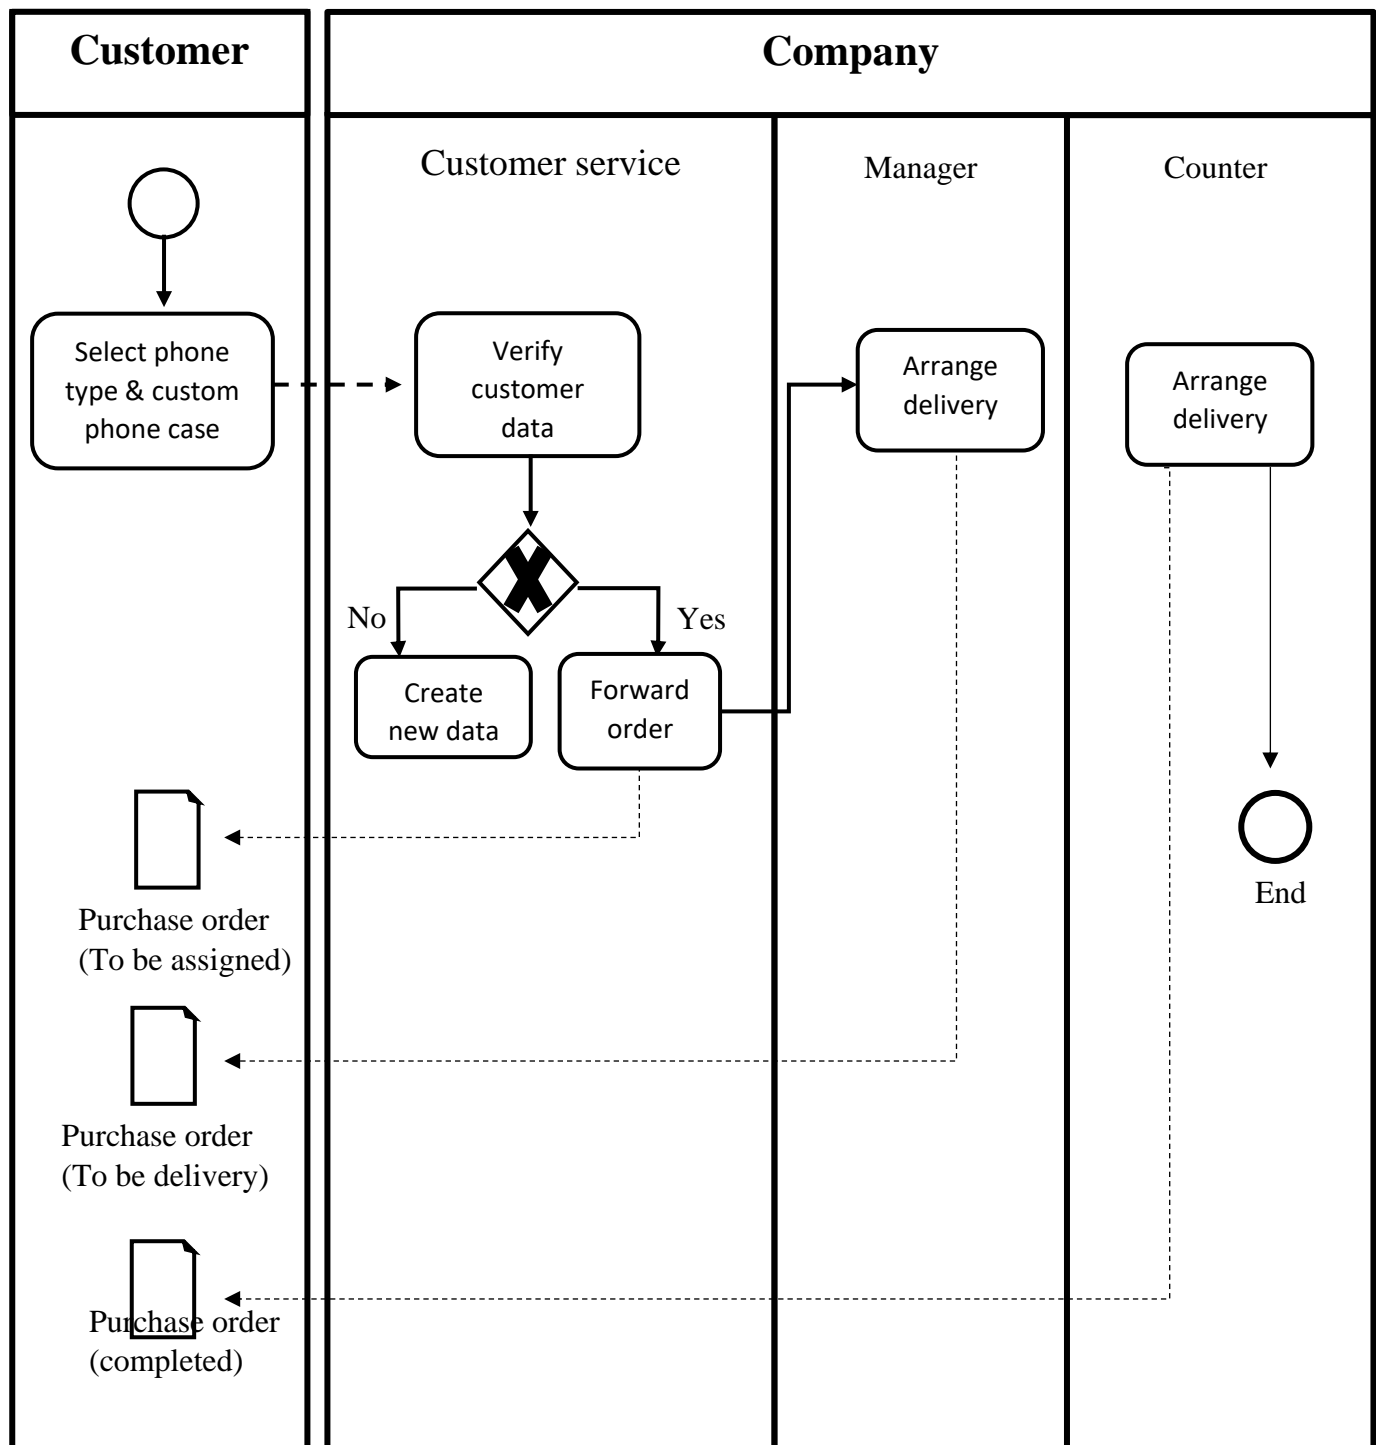 Customer
Company
Customer service
Manager
Counter
Select phone
type & custom
phone case
Verify
customer
data
Arrange
delivery
Arrange
delivery
No
Yes
Create
new data
Forward
order
Purchase order
(To be assigned)
End
Purchase order
(To be delivery)
Purchase order
(completed)